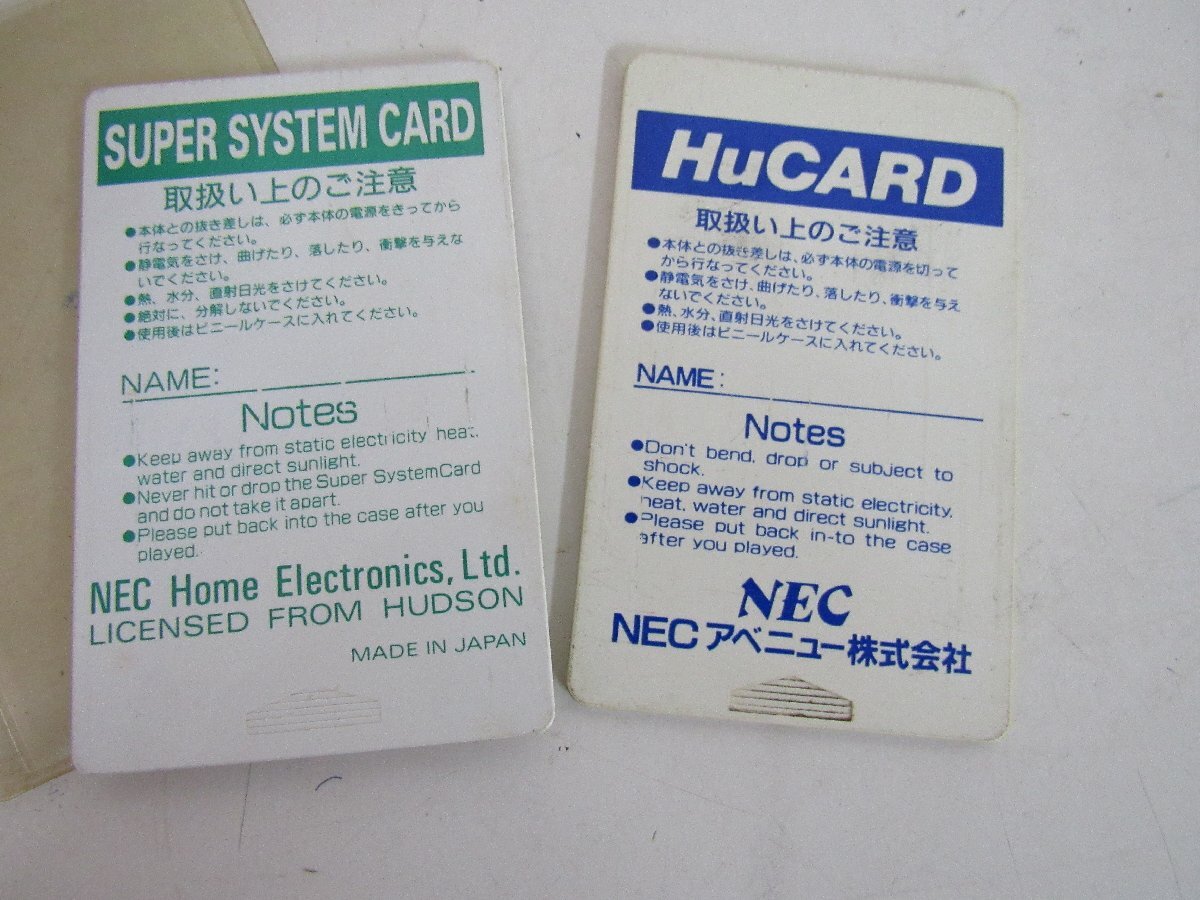 SUPER SYSTEM CARD
取扱い上のご注意
●本体との抜き差しは、必ず本体の電源をきってから
行なってください。
●静電気をさけ、曲げたり、落したり、衝撃を与えな
いでください。
●熱、水分、直射日光をさけてください。
●絶対に、分解しないでください。
●使用後はビニールケースに入れてください。
NAME:
Notes
●Keep away from static electricity heat,
water and direct sunlight.
●Never hit or drop the Super SystemCard
and do not take it apart.
●Please put back into the case after you
played.
NEC Home Electronics, Ltd.
LICENSED FROM HUDSON
MADE IN JAPAN
HuCARD
取扱い上のご注意
●本体との抜き差しは、必ず本体の電源を切って
から行なってください。
●静電気をさけ、曲げたり、落したり、衝撃を与え
ないでください。
●熱、水分、直射日光をさけてください。
●使用後はビニールケースに入れてください。
NAME:
Notes
●Don't bend, drop or subject to
shock.
●Keep away from static electricity,
heat, water and direct sunlight.
●Please put back in-to the case
after you played.
NEC
NECアベニュー株式会社